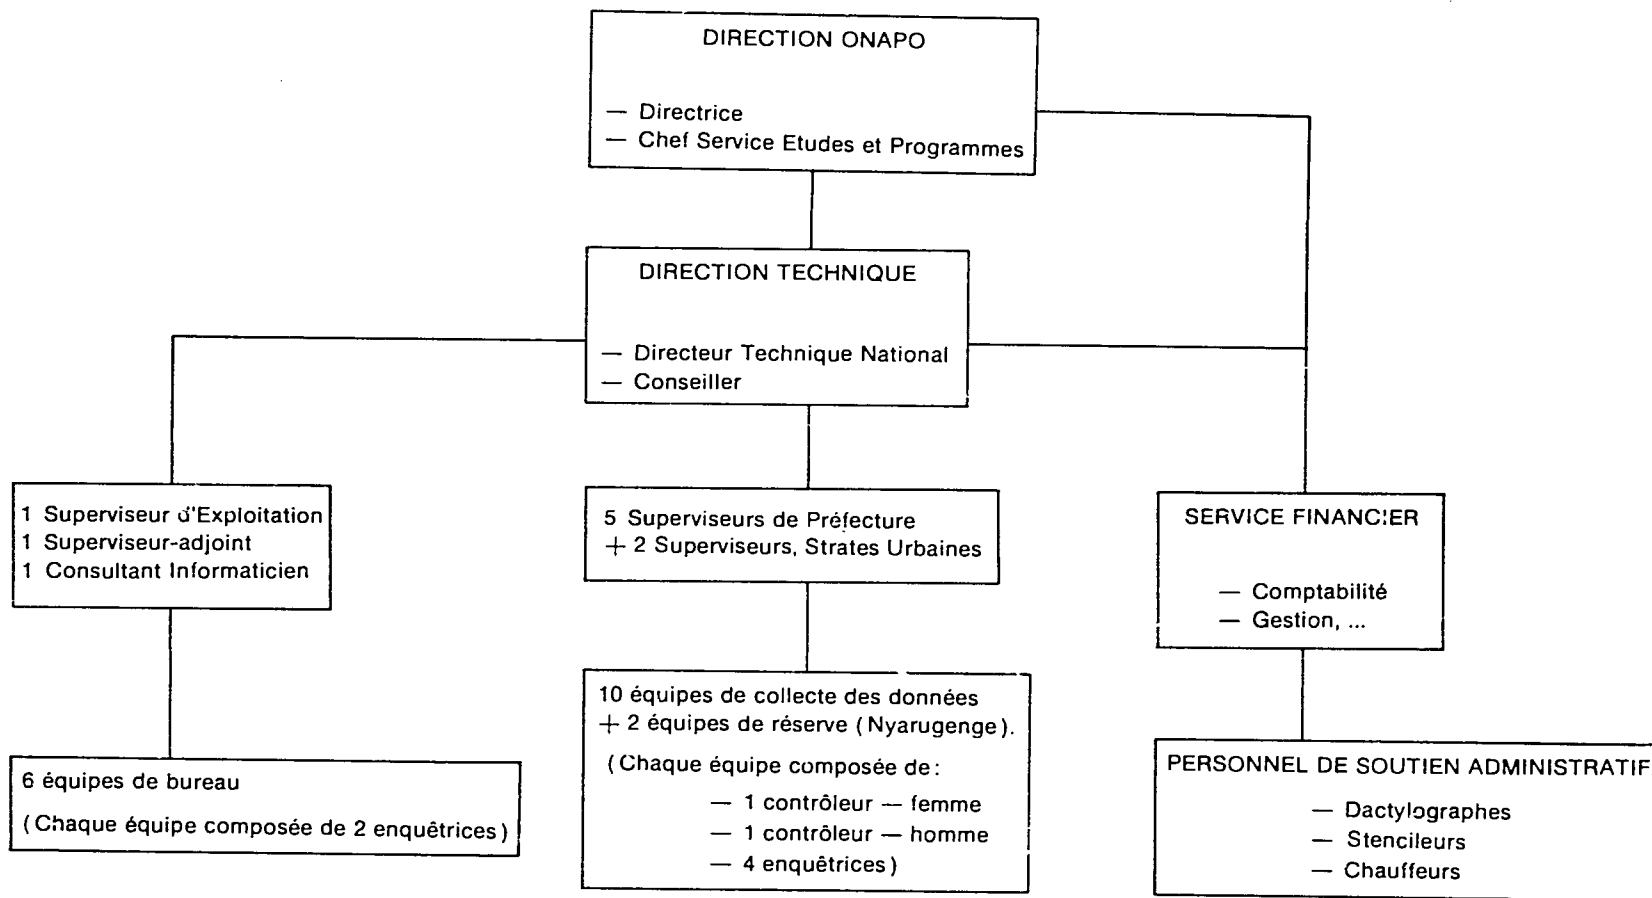 DIRECTION ONAPO
— Directrice
— Chef Service Etudes et Programmes
DIRECTION TECHNIQUE
— Directeur Technique National
— Conseiller
1 Superviseur d'Exploitation
1 Superviseur-adjoint
1 Consultant Informaticien
5 Superviseurs de Préfecture
+ 2 Superviseurs, Strates Urbaines
SERVICE FINANCIER
— Comptabilité
— Gestion, ...
6 équipes de bureau
(Chaque équipe composée de 2 enquêtrices)
10 équipes de collecte des données
+ 2 équipes de réserve (Nyarugenge).
(Chaque équipe composée de:
— 1 contrôleur — femme
— 1 contrôleur — homme
— 4 enquêtrices)
PERSONNEL DE SOUTIEN ADMINISTRATIF
— Dactylographes
— Stencileurs
— Chauffeurs